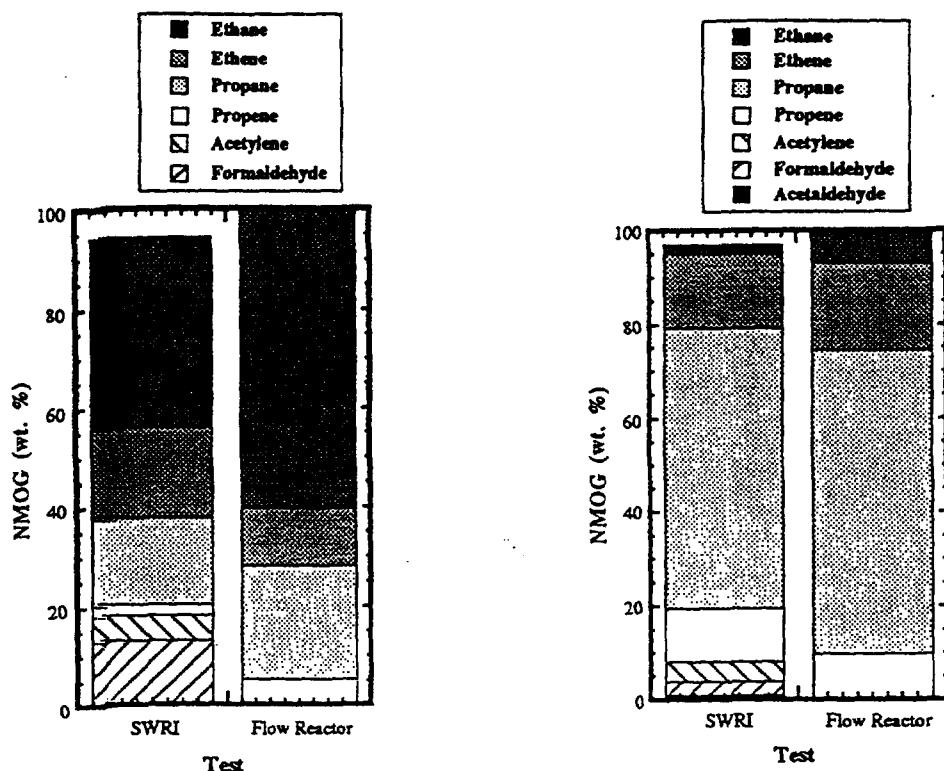 Ethane
Ethene
Propane
Propene
Acetylene
Formaldehyde
100
80
60
40
20
0
NMOG (wt. %)
SWRI
Flow Reactor
Test
Ethane
Ethene
Propane
Propene
Acetylene
Formaldehyde
Acetaldehyde
100
80
60
40
20
0
NMOG (wt. %)
SWRI
Flow Reactor
Test